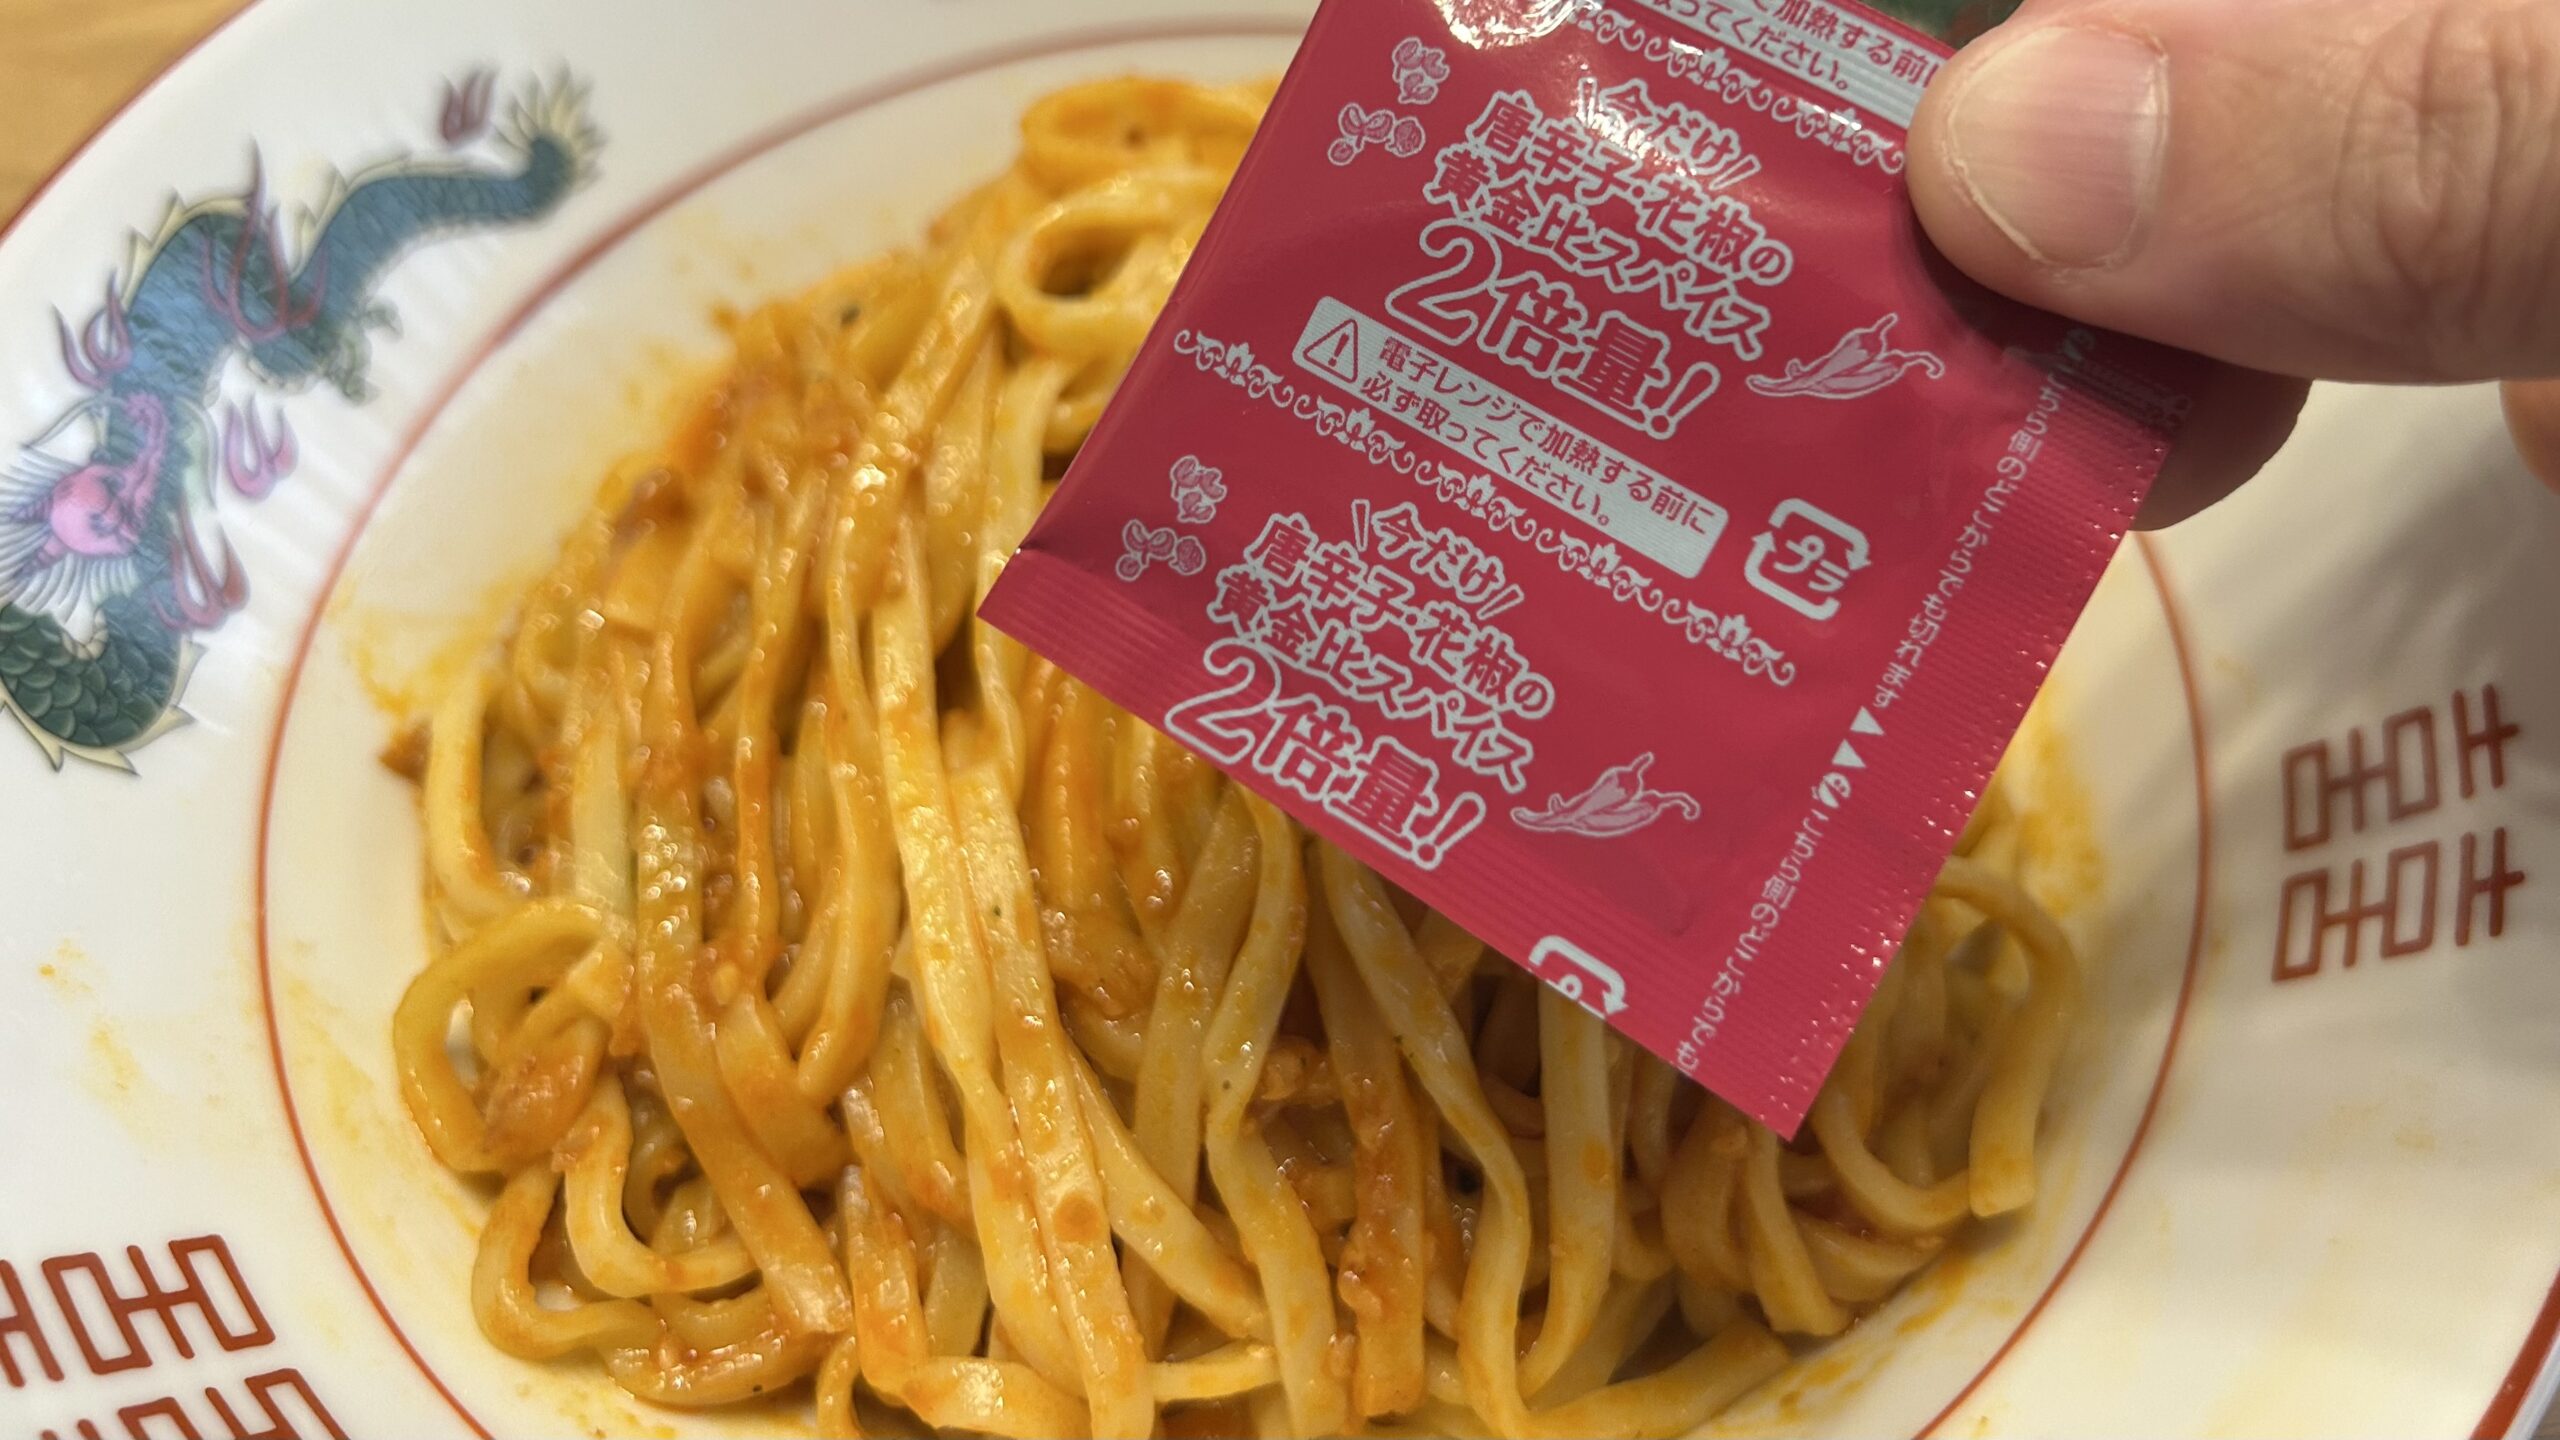 加熱する前に
取ってください。
\今だけ/
唐辛子・花椒の
黄金比スパイス
2倍量!
電子レンジで加熱する前に
必ず取ってください。
プラ
\今だけ/
唐辛子・花椒の
黄金比スパイス
2倍量!
こちら側のどこからでも切れます▲
▲▼こちら側のどこからでも